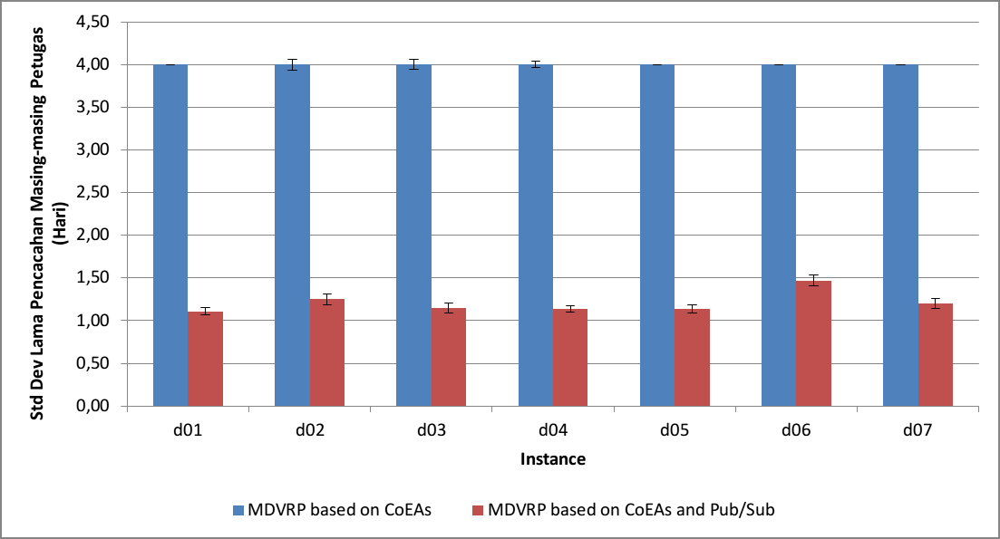 Std Dev Lama Pencacahan Masing-masing Petugas
(Hari)
4,50
4,00
3,50
3,00
2,50
2,00
1,50
1,00
0,50
0,00
d01 d02 d03 d04 d05 d06 d07
Instance
MDVRP based on CoEAs MDVRP based on CoEAs and Pub/Sub